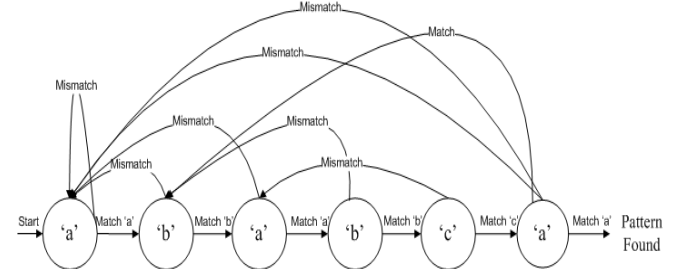 Mismatch
Match
Mismatch
Mismatch
Mismatch
Mismatch
Mismatch
Mismatch
Start
‘a’
Match ‘a’
‘b’
Match ‘b’
‘a’
Match ‘a’
‘b’
Match ‘b’
‘c’
Match ‘c’
‘a’
Match ‘a’
Pattern
Found